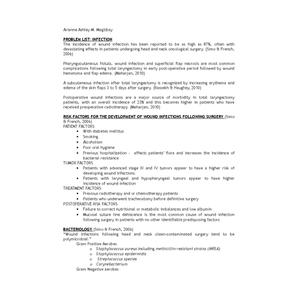 Arianne Ashley M. Magsibay
PROBLEM LIST: INFECTION
The incidence of wound infection has been reported to be as high as 87%, often with
devastating effects in patients undergoing head and neck oncological surgery. (Simo & French,
2006)
Pharyngocutaneous fistula, wound infection and superficial flap necrosis are most common
complications following total laryngectomy in early postoperative period followed by wound
hematoma and flap edema. (Maharjan, 2010)
A subcutaneous infection after total laryngectomy is recognized by increasing erythema and
edema of the skin flaps 3 to 5 days after surgery. & Haughey, 2010)
Postoperative wound infections are a major source of morbidity in total laryngectomy
patients, with an overall incidence of 23% and this becomes higher in patients who have
received preoperative radiotherapy. (Maharjan, 2010)
RISK FACTORS FOR THE DEVELOPMENT OF WOUND INFECTIONS FOLLOWING SURGERY (Simo
& French, 2006)
PATIENT FACTORS
• With diabetes mellitus
• Smoking
• Alcoholism
• Poor oral hygiene
• Previous hospitalization - affects patients' flora and increases the incidence of
bacterial resistance
TUMOR FACTORS
• Patients with advanced stage III and IV tumors appear to have a higher risk of
developing wound infections
• Patients with laryngeal and hypopharyngeal tumors appear to have higher
incidence of wound infection
TREATMENT FACTORS
• Previous radiotherapy or chemotherapy patients
• Patients who underwent tracheostomy before definitive surgery
POSTOPERATIVE RISK FACTORS
• Failure to correct nutritional or metabolic imbalances and low albumin
• Mucosal suture line dehiscence is the most common cause of wound infection
following surgery in patients with no other identifiable predisposing factors
BACTERIOLOGY (Simo & French, 2006)
"Wound infections following head and neck clean-contaminated surgery tend to be
polymicrobial."
Gram Positive Aerobes
o Staphylococcus aureus including methicillin-resistant strains (MRSA)
o Staphylococcus epidermidis
o Streptococcus species
o Corynebacterium
Gram Negative Aerobes